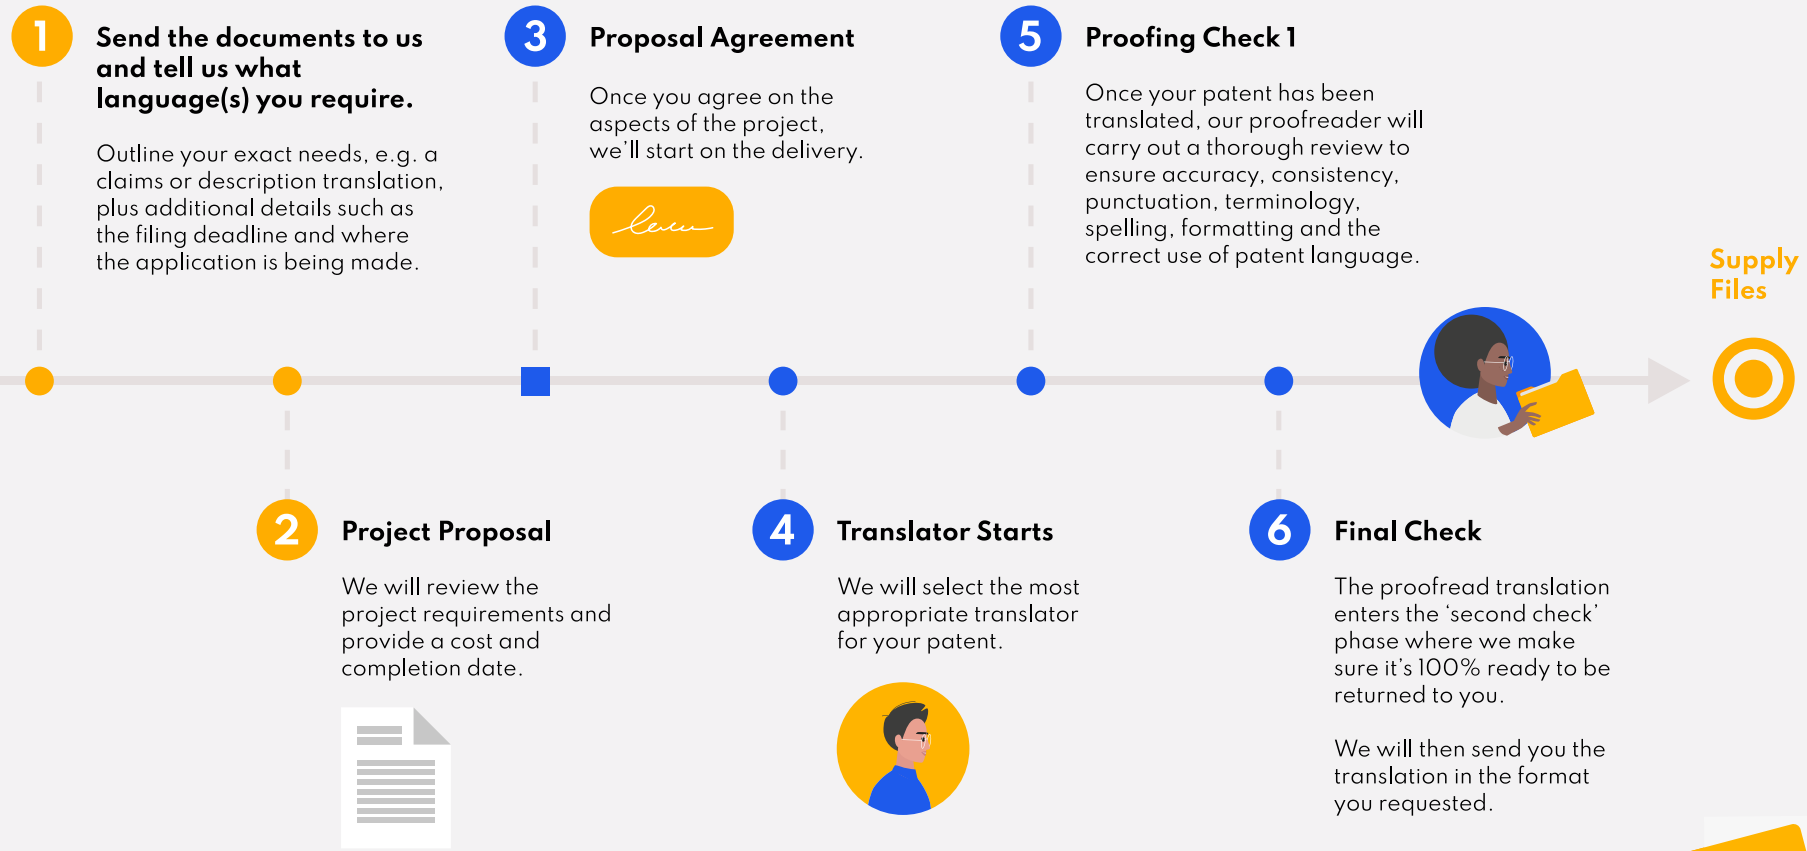 1
Send the documents to us
and tell us what
language(s) you require.
Outline your exact needs, e.g. a
claims or description translation,
plus additional details such as
the filing deadline and where
the application is being made.
2
Project Proposal
We will review the
project requirements and
provide a cost and
completion date.
3
Proposal Agreement
Once you agree on the
aspects of the project,
we'll start on the delivery.
4
Translator Starts
We will select the most
appropriate translator
for your patent.
5
Proofing Check 1
Once your patent has been
translated, our proofreader will
carry out a thorough review to
ensure accuracy, consistency,
punctuation, terminology,
spelling, formatting and the
correct use of patent language.
6
Final Check
The proofread translation
enters the ‘second check’
phase where we make
sure it’s 100% ready to be
returned to you.
We will then send you the
translation in the format
you requested.
Supply
Files